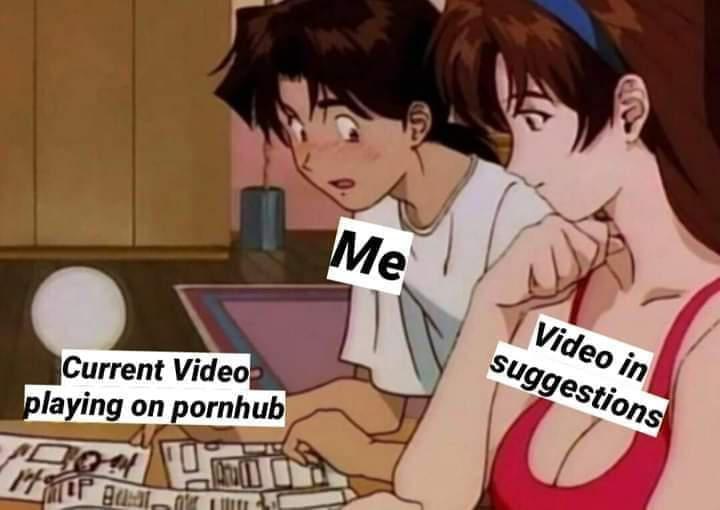 Me
Video in
suggestions
Current Video
playing on pornhub